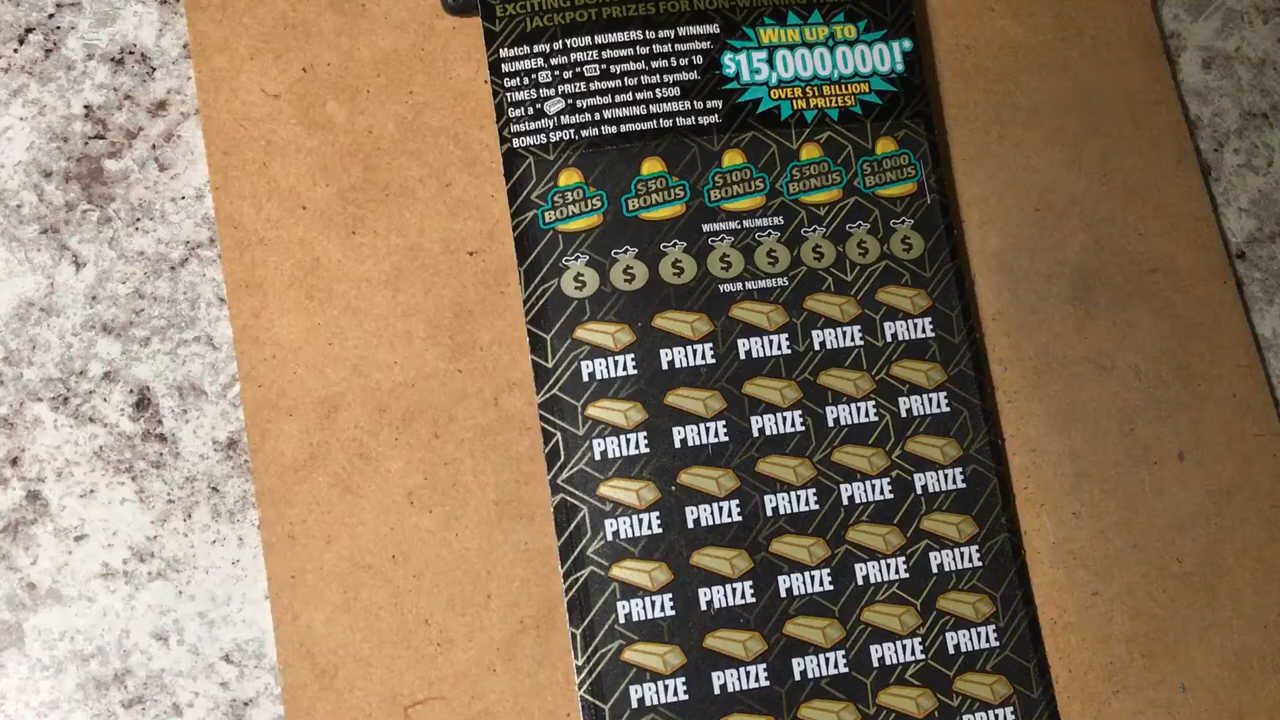 EXCITING BONUS
JACKPOT PRIZES FOR NON-WINNING
Match any of YOUR NUMBERS to any WINNING
NUMBER, win PRIZE shown for that number.
Get a "5X" or "10X" symbol, win 5 or 10
TIMES the PRIZE shown for that symbol.
Get a " " symbol and win $500
instantly! Match a WINNING NUMBER to any
BONUS SPOT, win the amount for that spot.
WIN UP TO
$15,000,000!*
OVER $1 BILLION
IN PRIZES!
$30 BONUS $50 BONUS $100 BONUS $500 BONUS $1,000 BONUS
WINNING NUMBERS
$ $ $ $ $ $ $ $
YOUR NUMBERS
PRIZE PRIZE PRIZE PRIZE PRIZE
PRIZE PRIZE PRIZE PRIZE PRIZE
PRIZE PRIZE PRIZE PRIZE PRIZE
PRIZE PRIZE PRIZE PRIZE PRIZE
PRIZE PRIZE PRIZE PRIZE PRIZE
PRIZE